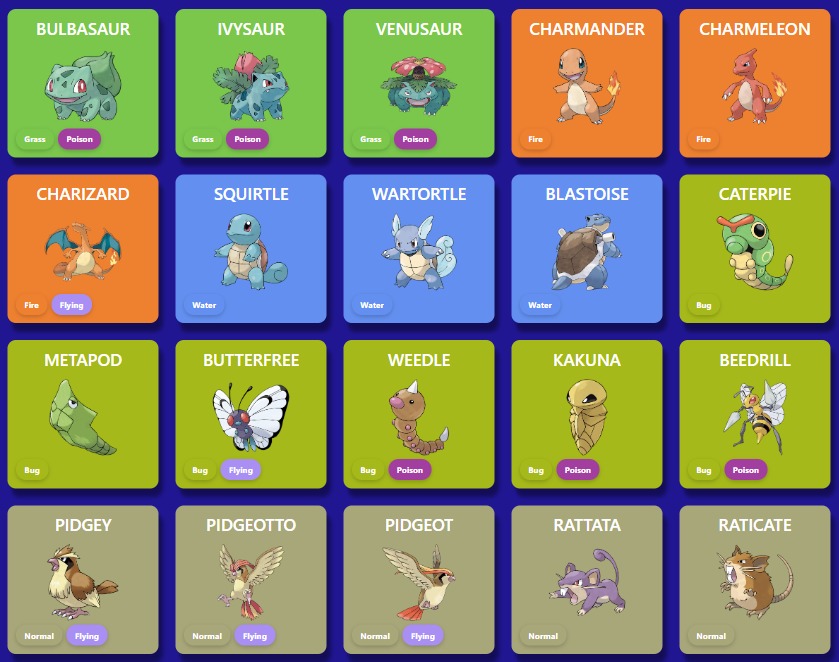 BULBASAUR
Grass Poison
IVYSAUR
Grass Poison
VENUSAUR
Grass Poison
CHARMANDER
Fire
CHARMELEON
Fire
CHARIZARD
Fire Flying
SQUIRTLE
Water
WARTORTLE
Water
BLASTOISE
Water
CATERPIE
Bug
METAPOD
Bug
BUTTERFREE
Bug Flying
WEEDLE
Bug Poison
KAKUNA
Bug Poison
BEEDRILL
Bug Poison
PIDGEY
Normal Flying
PIDGEOTTO
Normal Flying
PIDGEOT
Normal Flying
RATTATA
Normal
RATICATE
Normal